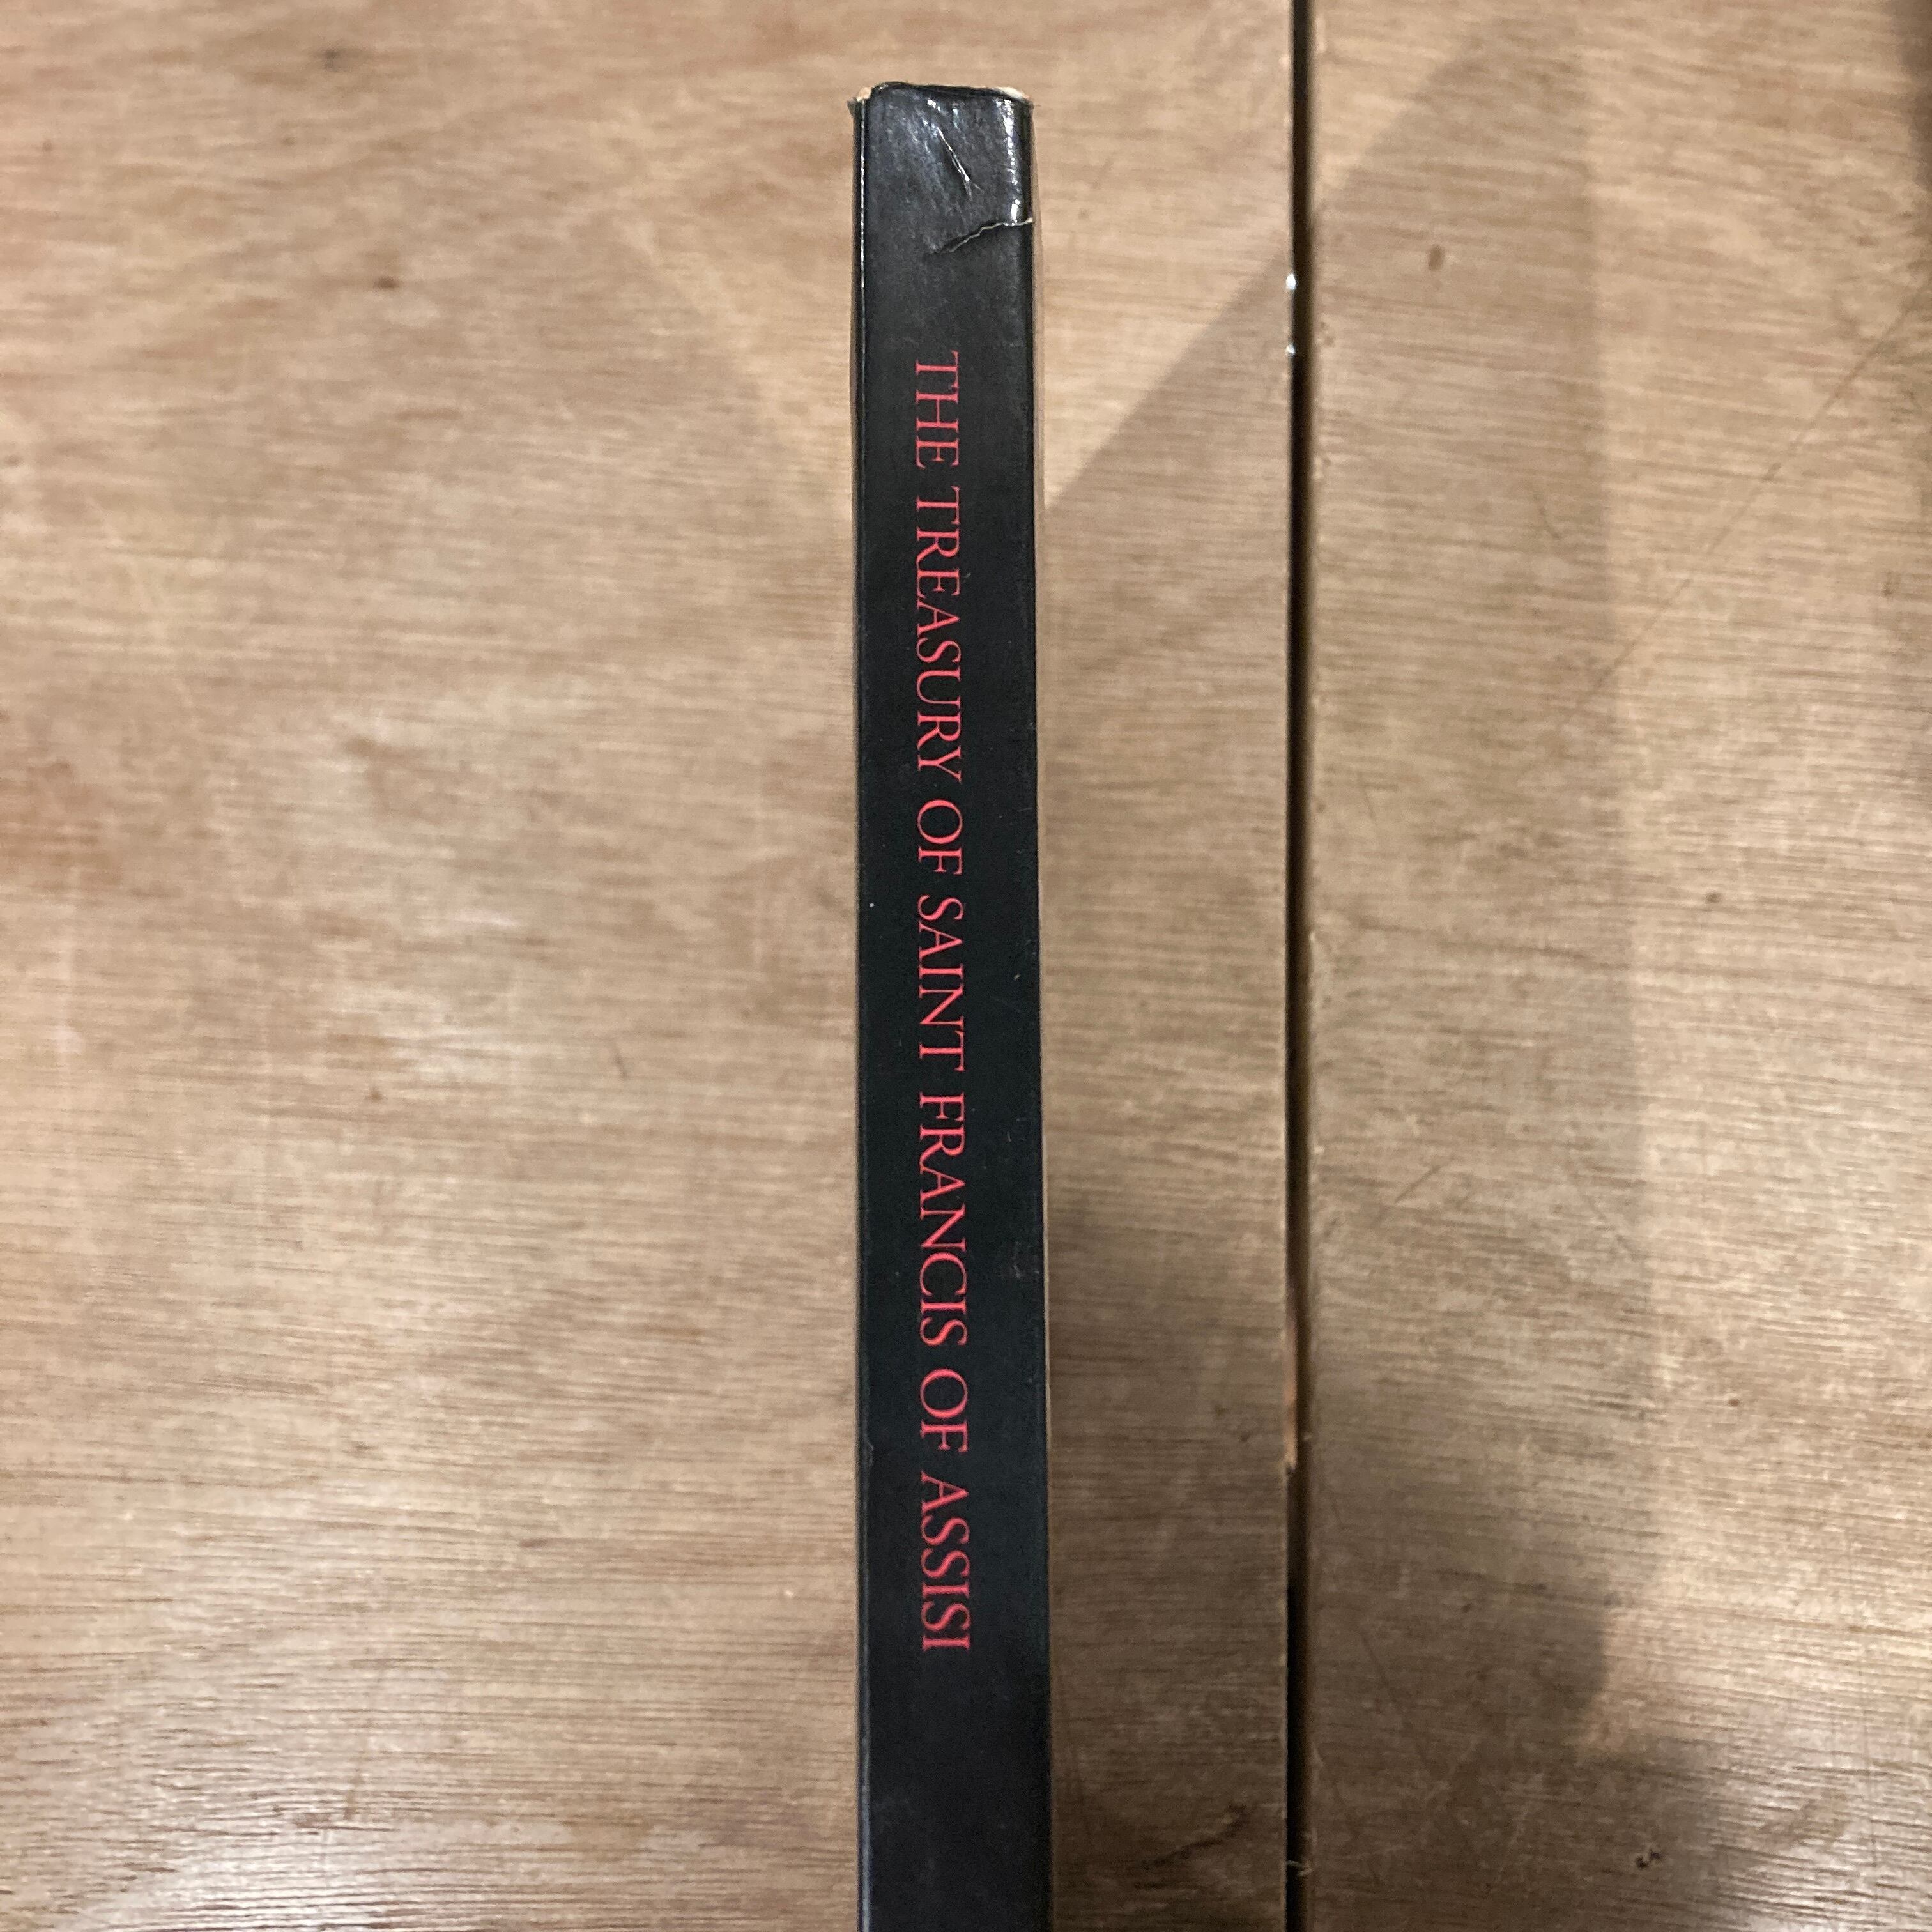 THE TREASURY OF SAINT FRANCIS OF ASSISI